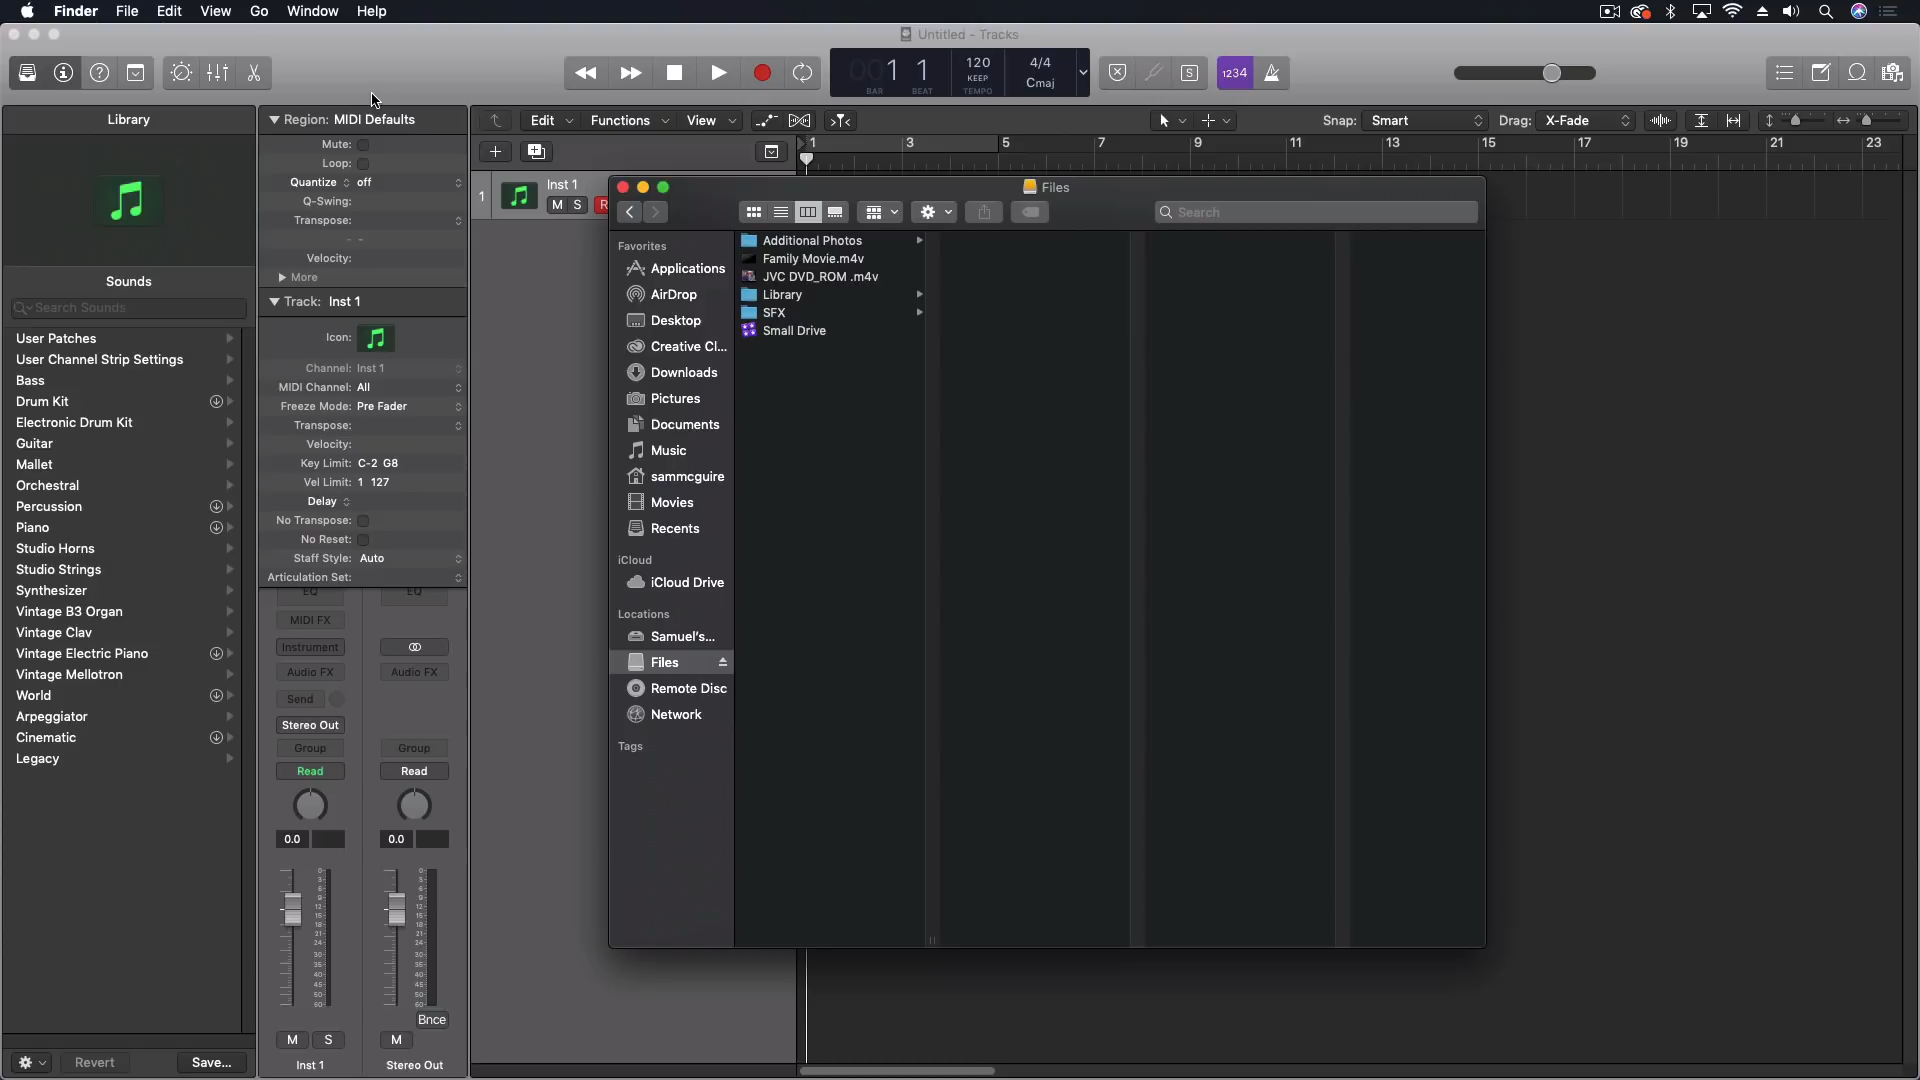 Finder File Edit View Go Window Help
Untitled - Tracks
001 1
BAR BEAT
120
KEEP
TEMPO
4/4
Cmaj
S
1234
Library
Sounds
Search Sounds
User Patches
User Channel Strip Settings
Bass
Drum Kit
Electronic Drum Kit
Guitar
Mallet
Orchestral
Percussion
Piano
Studio Horns
Studio Strings
Synthesizer
Vintage B3 Organ
Vintage Clav
Vintage Electric Piano
Vintage Mellotron
World
Arpeggiator
Cinematic
Legacy
Revert
Save...
Region: MIDI Defaults
Mute:
Loop:
Quantize off
Q-Swing:
Transpose:
- -
Velocity:
More
Track: Inst 1
Icon:
Channel: Inst 1
MIDI Channel: All
Freeze Mode: Pre Fader
Transpose:
Velocity:
Key Limit: C-2 G8
Vel Limit: 1 127
Delay
No Transpose:
No Reset:
Staff Style: Auto
Articulation Set:
EQ EQ
MIDI FX
Instrument
Audio FX Audio FX
Send
Stereo Out
Group Group
Read Read
0.0 0.0
Bnce
M S M
Inst 1 Stereo Out
Edit Functions View
Snap: Smart
Drag: X-Fade
1 3 5 7 9 11 13 15 17 19 21 23
1
Inst 1
M S R
Files
Search
Favorites
Applications
AirDrop
Desktop
Creative Cl...
Downloads
Pictures
Documents
Music
sammcguire
Movies
Recents
iCloud
iCloud Drive
Locations
Samuel's...
Files
Remote Disc
Network
Tags
Additional Photos
Family Movie.m4v
JVC DVD_ROM .m4v
Library
SFX
Small Drive